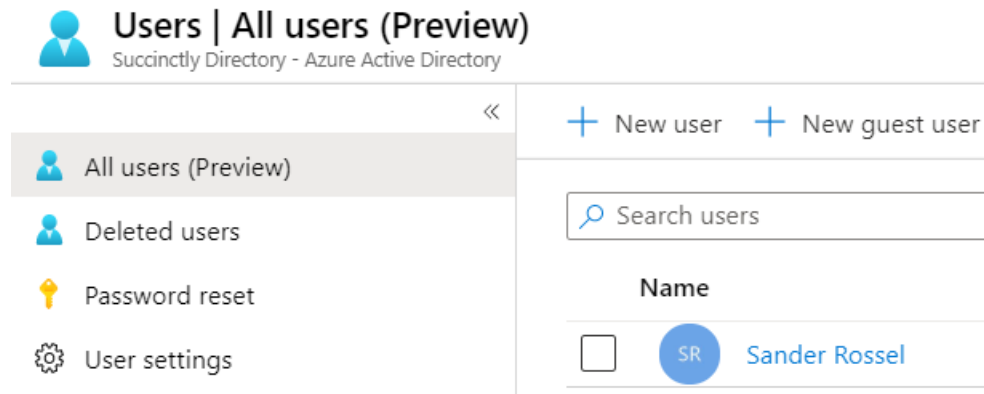 Users | All users (Preview)
Succinctly Directory - Azure Active Directory
«
All users (Preview)
Deleted users
Password reset
User settings
+ New user + New guest user
Search users
Name
SR Sander Rossel